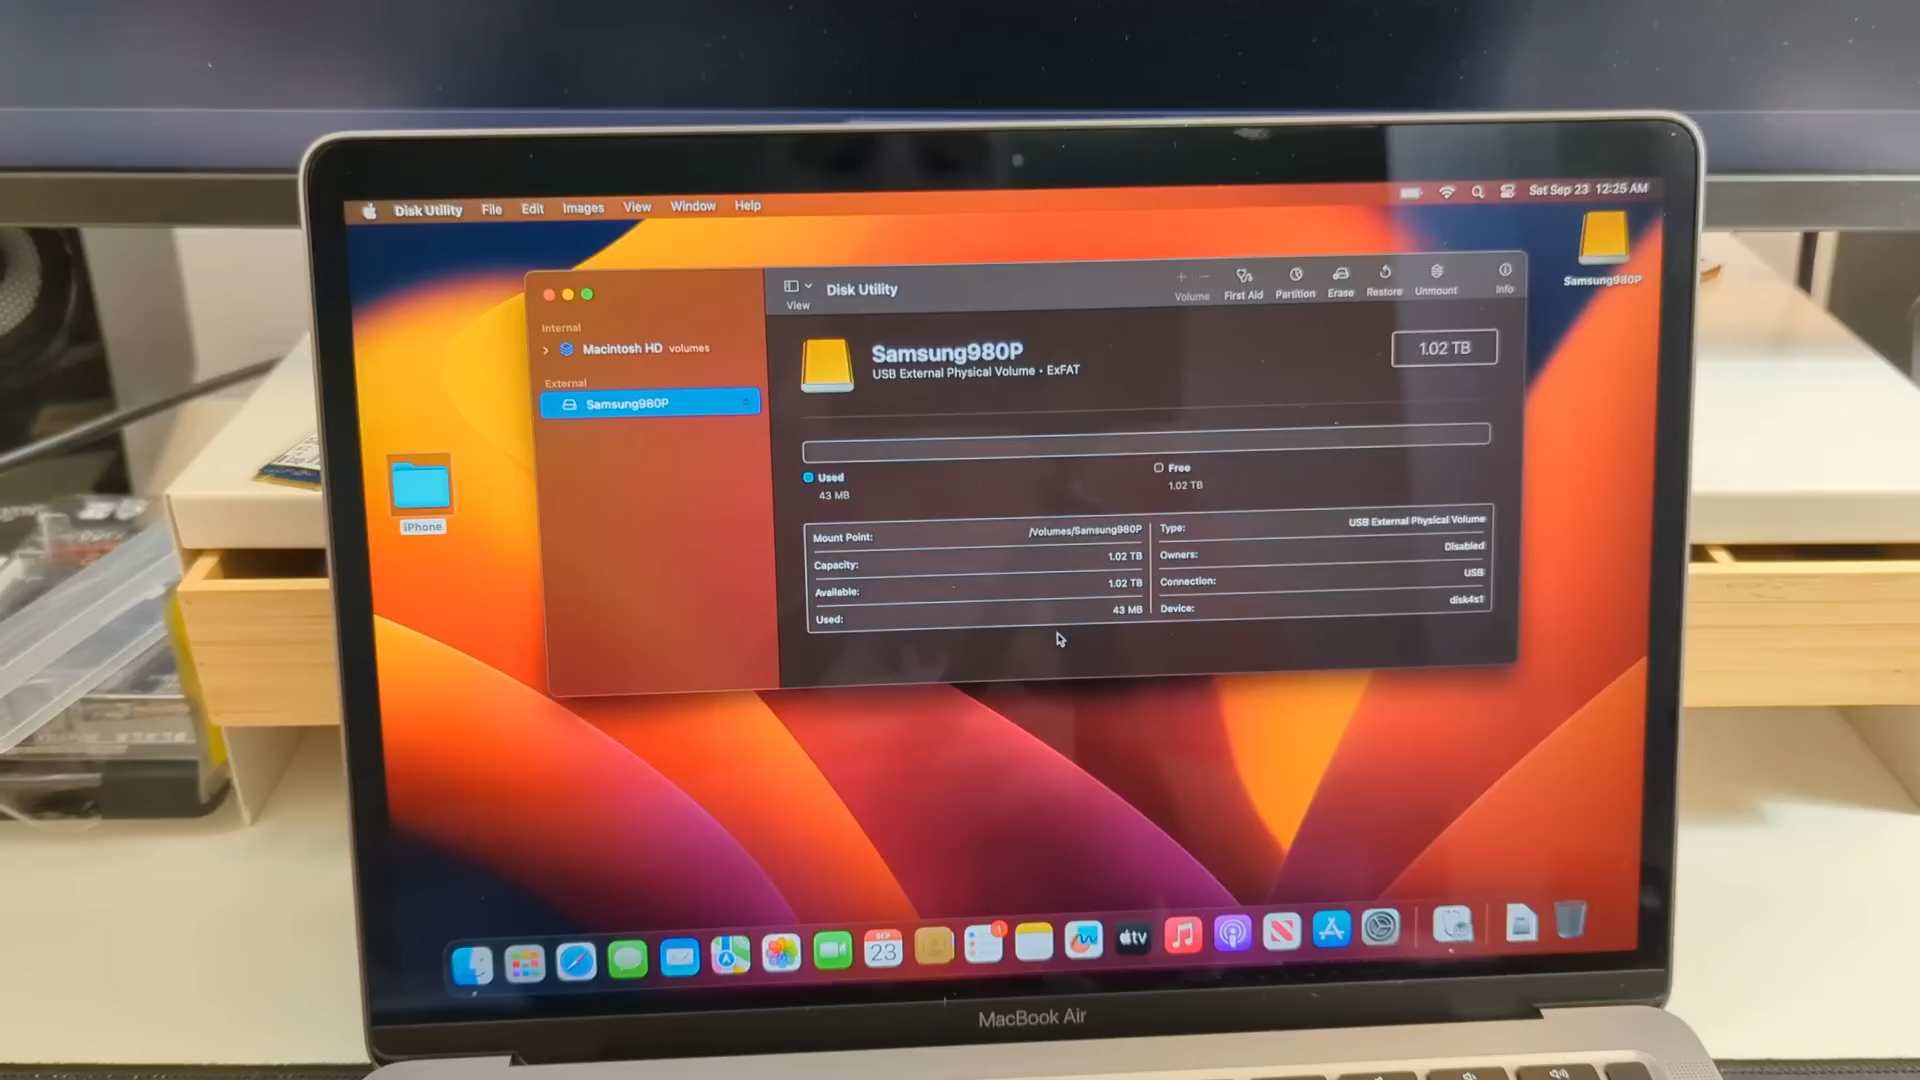 Disk Utility File Edit Images View Window Help
Sat Sep 23 12:25 AM
Samsung980P
iPhone
Internal
Macintosh HD volumes
External
Samsung980P
View
Disk Utility
Volume First Aid Partition Erase Restore Unmount Info
Samsung980P
USB External Physical Volume • ExFAT
1.02 TB
Used
43 MB
Free
1.02 TB
Mount Point: /Volumes/Samsung980P
Capacity: 1.02 TB
Available: 1.02 TB
Used: 43 MB
Type: USB External Physical Volume
Owners: Disabled
Connection: USB
Device: disk4s1
SEP
23
1
tv
MacBook Air